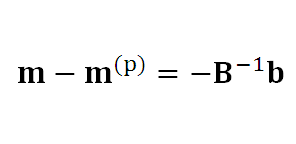 m − m⁽ᵖ⁾ = −B⁻¹b